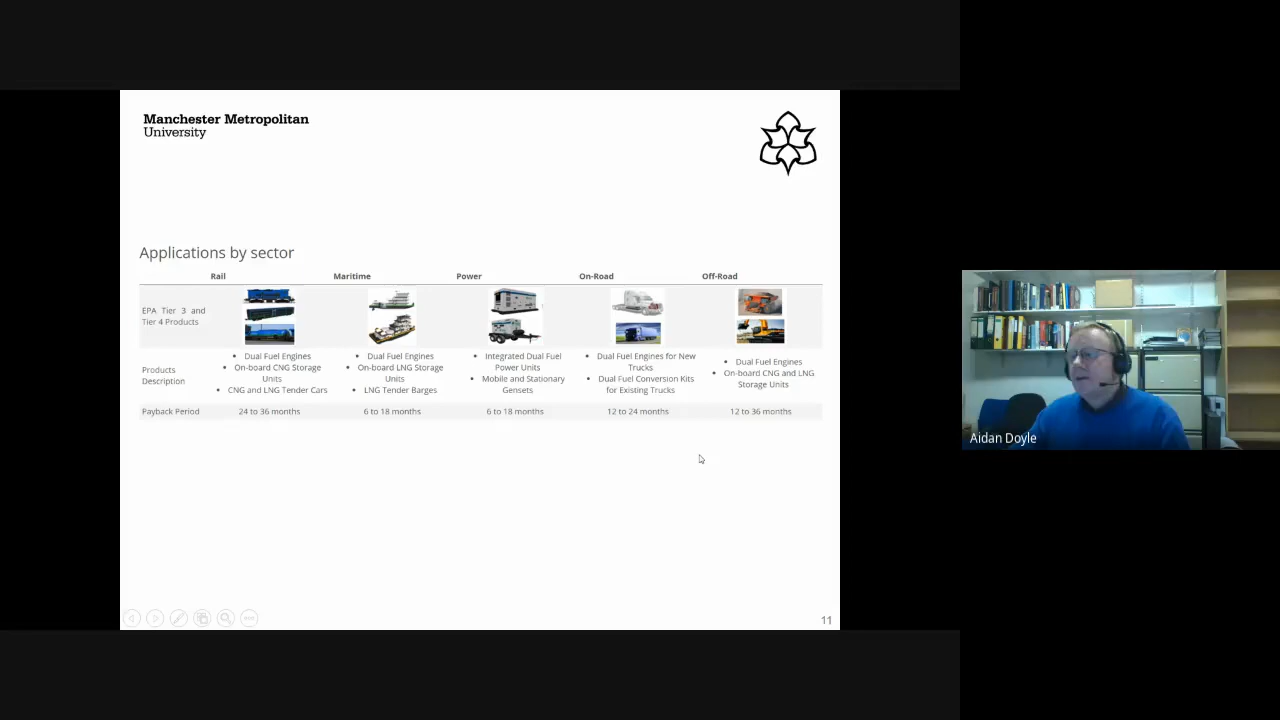 Manchester Metropolitan
University
Applications by sector
Rail Maritime Power On-Road Off-Road
EPA Tier 3 and
Tier 4 Products
Products
Description
• Dual Fuel Engines
• On-board CNG Storage
Units
• CNG and LNG Tender Cars
• Dual Fuel Engines
• On-board LNG Storage
Units
• LNG Tender Barges
• Integrated Dual Fuel
Power Units
• Mobile and Stationary
Gensets
• Dual Fuel Engines for New
Trucks
• Dual Fuel Conversion Kits
for Existing Trucks
• Dual Fuel Engines
• On-board CNG and LNG
Storage Units
Payback Period 24 to 36 months 6 to 18 months 6 to 18 months 12 to 24 months 12 to 36 months
11
Aidan Doyle